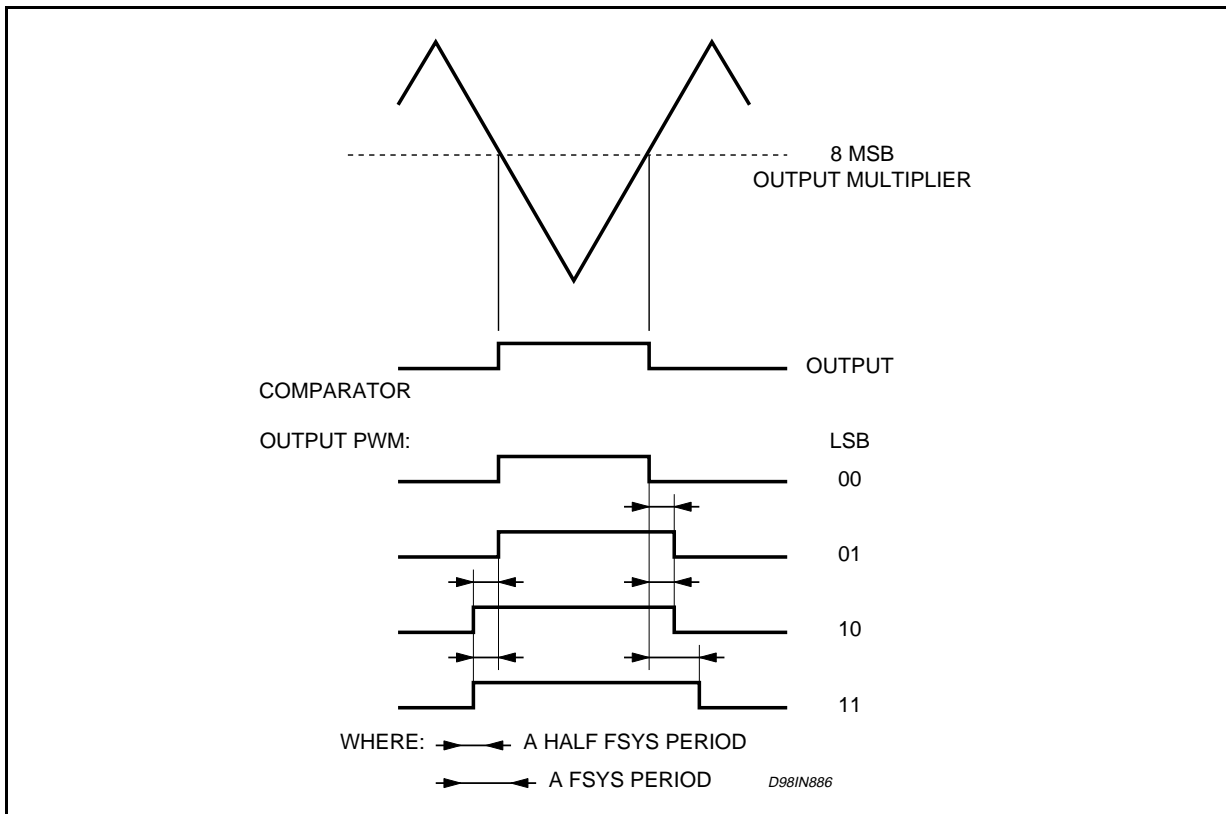 8 MSB
OUTPUT MULTIPLIER
OUTPUT
COMPARATOR
OUTPUT PWM:
LSB
00
01
10
11
WHERE: A HALF FSYS PERIOD
A FSYS PERIOD
D98IN886